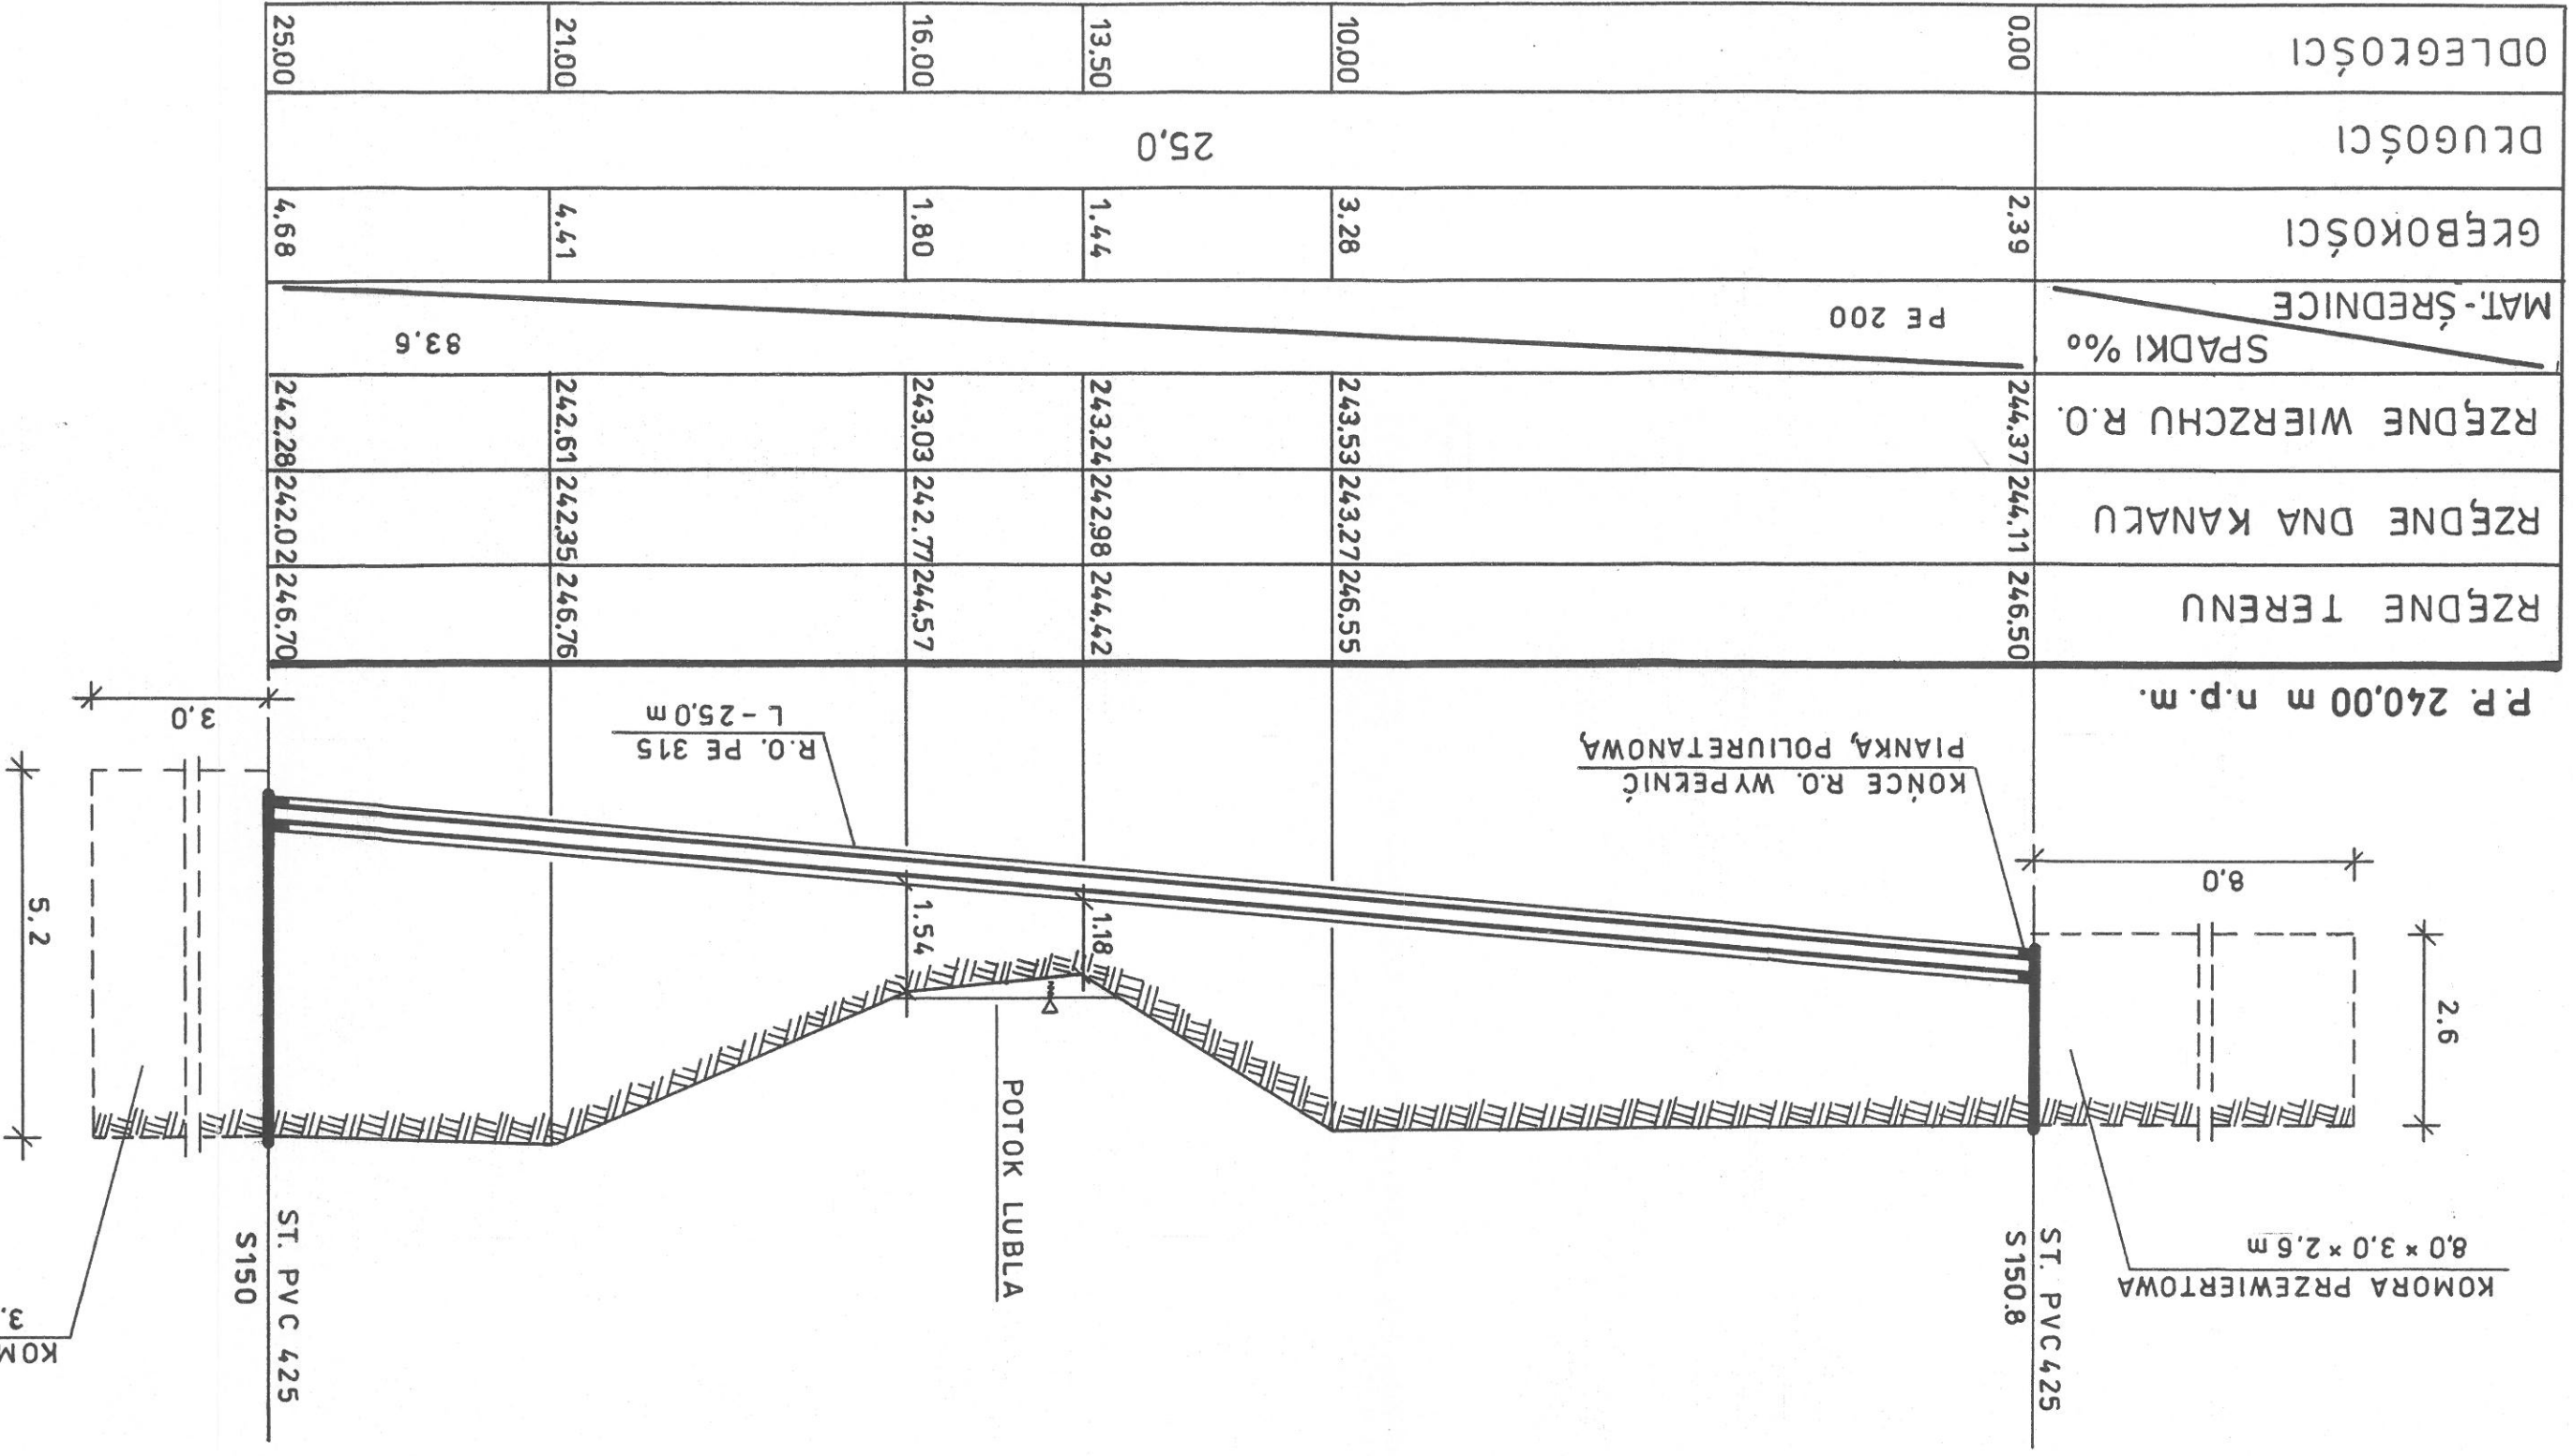 KOMORA PRZEWIERTOWA
8,0 × 3,0 × 2,6 m
ST. PVC 425
S150.8
POTOK LUBLA
ST. PVC 425
S150
KOM
3.
2.6
8,0
1.18
1.54
5.2
3,0
KOŃCE R.O. WYPEŁNIĆ
PIANKĄ POLIURETANOWĄ
R.O. PE 315
L - 25,0 m
P.P. 240,00 m n.p.m.
RZĘDNE TERENU 246,50 246,55 244,42 244,57 246,76 246,70
RZĘDNE DNA KANAŁU 244,11 243,27 242,98 242,77 242,35 242,02
RZĘDNE WIERZCHU R.O. 244,37 243,53 243,24 243,03 242,61 242,28
SPADKI ‰ 83,6
MAT.-ŚREDNICE PE 200
GŁĘBOKOŚCI 2,39 3,28 1.44 1,80 4.41 4,68
DŁUGOŚCI 25,0
ODLEGŁOŚCI 0,00 10,00 13,50 16,00 21,00 25,00